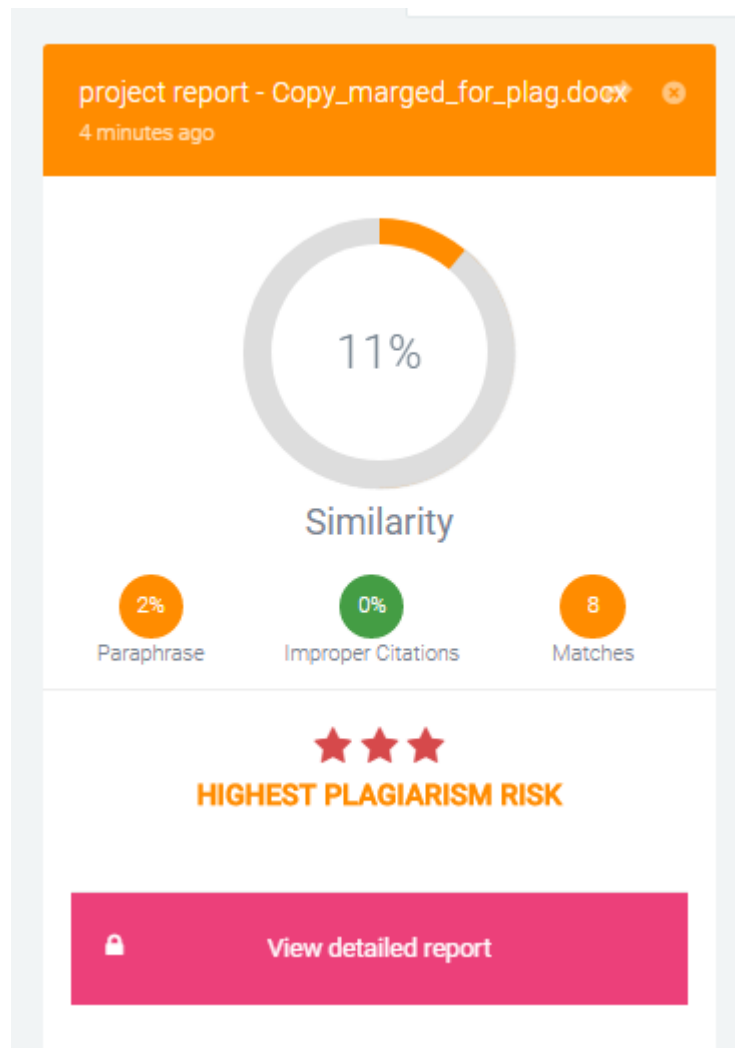 project report - Copy_marged_for_plag.docx
4 minutes ago
11%
Similarity
2% 0% 8
Paraphrase Improper Citations Matches
HIGHEST PLAGIARISM RISK
View detailed report